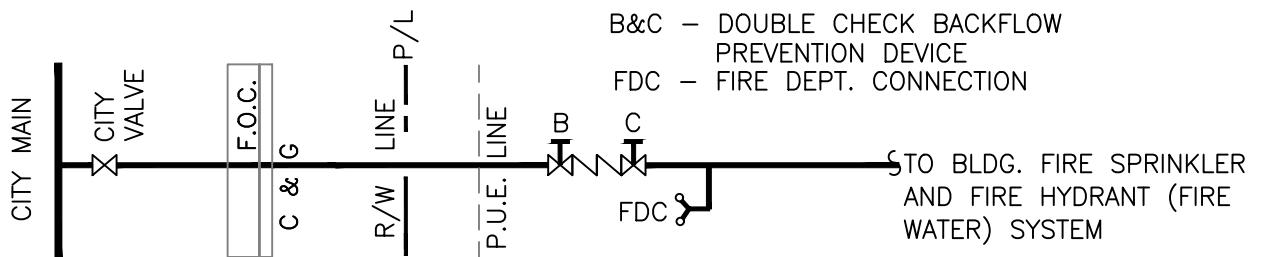 B&C – DOUBLE CHECK BACKFLOW
PREVENTION DEVICE
FDC – FIRE DEPT. CONNECTION
CITY MAIN
CITY
VALVE
F.O.C.
C & G
R/W LINE
P/L
P.U.E. LINE
B
C
FDC
TO BLDG. FIRE SPRINKLER
AND FIRE HYDRANT (FIRE
WATER) SYSTEM